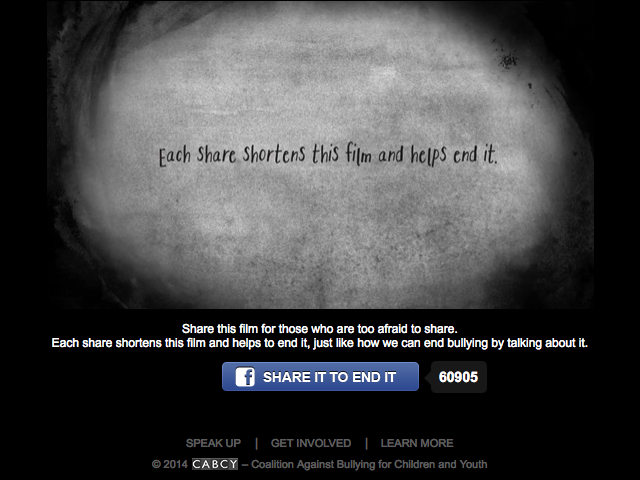 Each share shortens this film and helps end it.
Share this film for those who are too afraid to share.
Each share shortens this film and helps to end it, just like how we can end bullying by talking about it.
f SHARE IT TO END IT 60905
SPEAK UP | GET INVOLVED | LEARN MORE
© 2014 CABCY – Coalition Against Bullying for Children and Youth